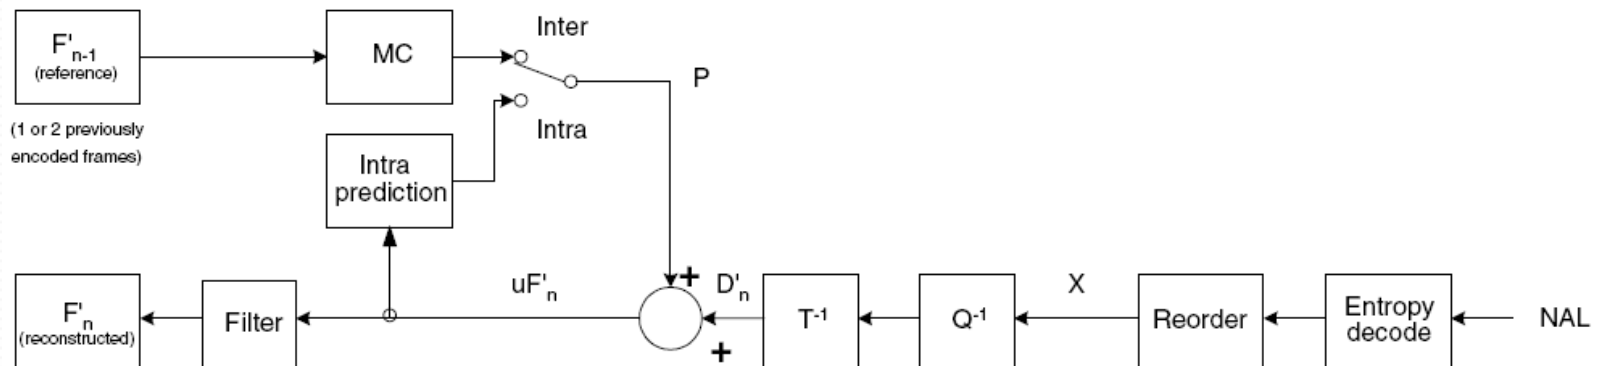 Inter
F'n-1
(reference)
MC
P
(1 or 2 previously
encoded frames)
Intra
Intra
prediction
F'n
(reconstructed)
Filter
uF'n
+
D'n
+
T-1
Q-1
X
Reorder
Entropy
decode
NAL